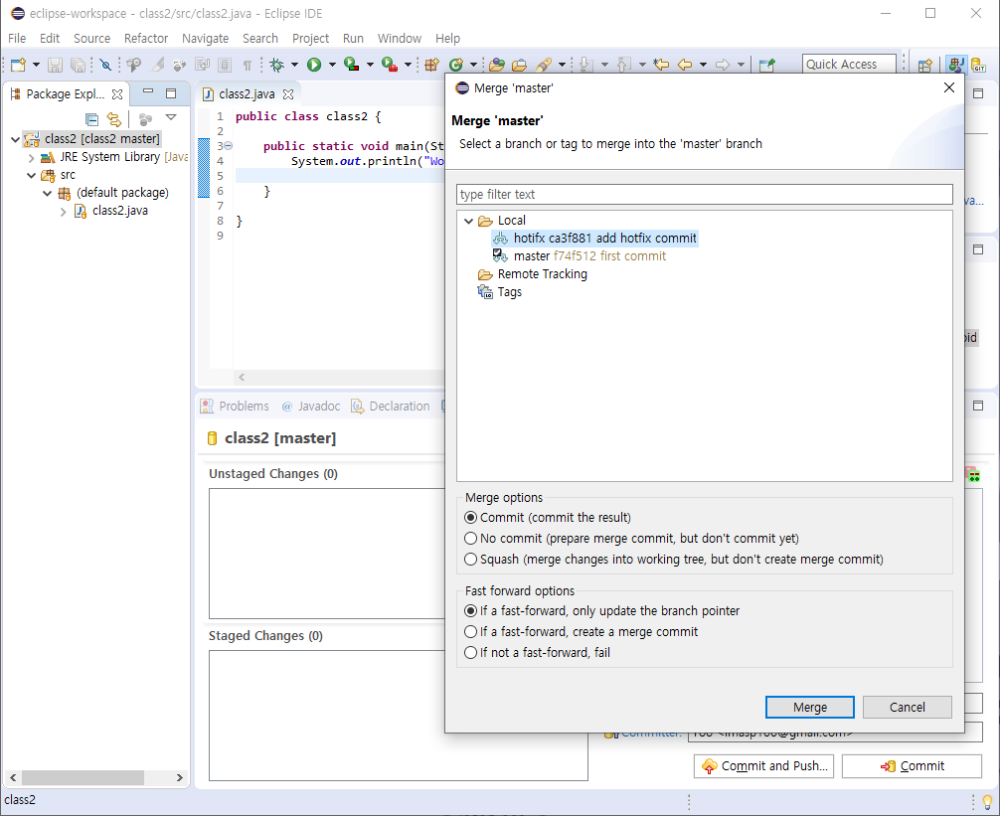 eclipse-workspace - class2/src/class2.java - Eclipse IDE
File Edit Source Refactor Navigate Search Project Run Window Help
Quick Access
Package Expl...
class2 [class2 master]
JRE System Library [Java
src
(default package)
class2.java
class2.java
1 public class class2 {
2
3 public static void main(St
4 System.out.println("Wo
5
6 }
7
8 }
9
Merge 'master'
Merge 'master'
Select a branch or tag to merge into the 'master' branch
type filter text
Local
hotifx ca3f881 add hotfix commit
master f74f512 first commit
Remote Tracking
Tags
Merge options
Commit (commit the result)
No commit (prepare merge commit, but don't commit yet)
Squash (merge changes into working tree, but don't create merge commit)
Fast forward options
If a fast-forward, only update the branch pointer
If a fast-forward, create a merge commit
If not a fast-forward, fail
Merge Cancel
va...
oid
Problems @ Javadoc Declaration
class2 [master]
Unstaged Changes (0)
Staged Changes (0)
Committer:
Commit and Push... Commit
class2